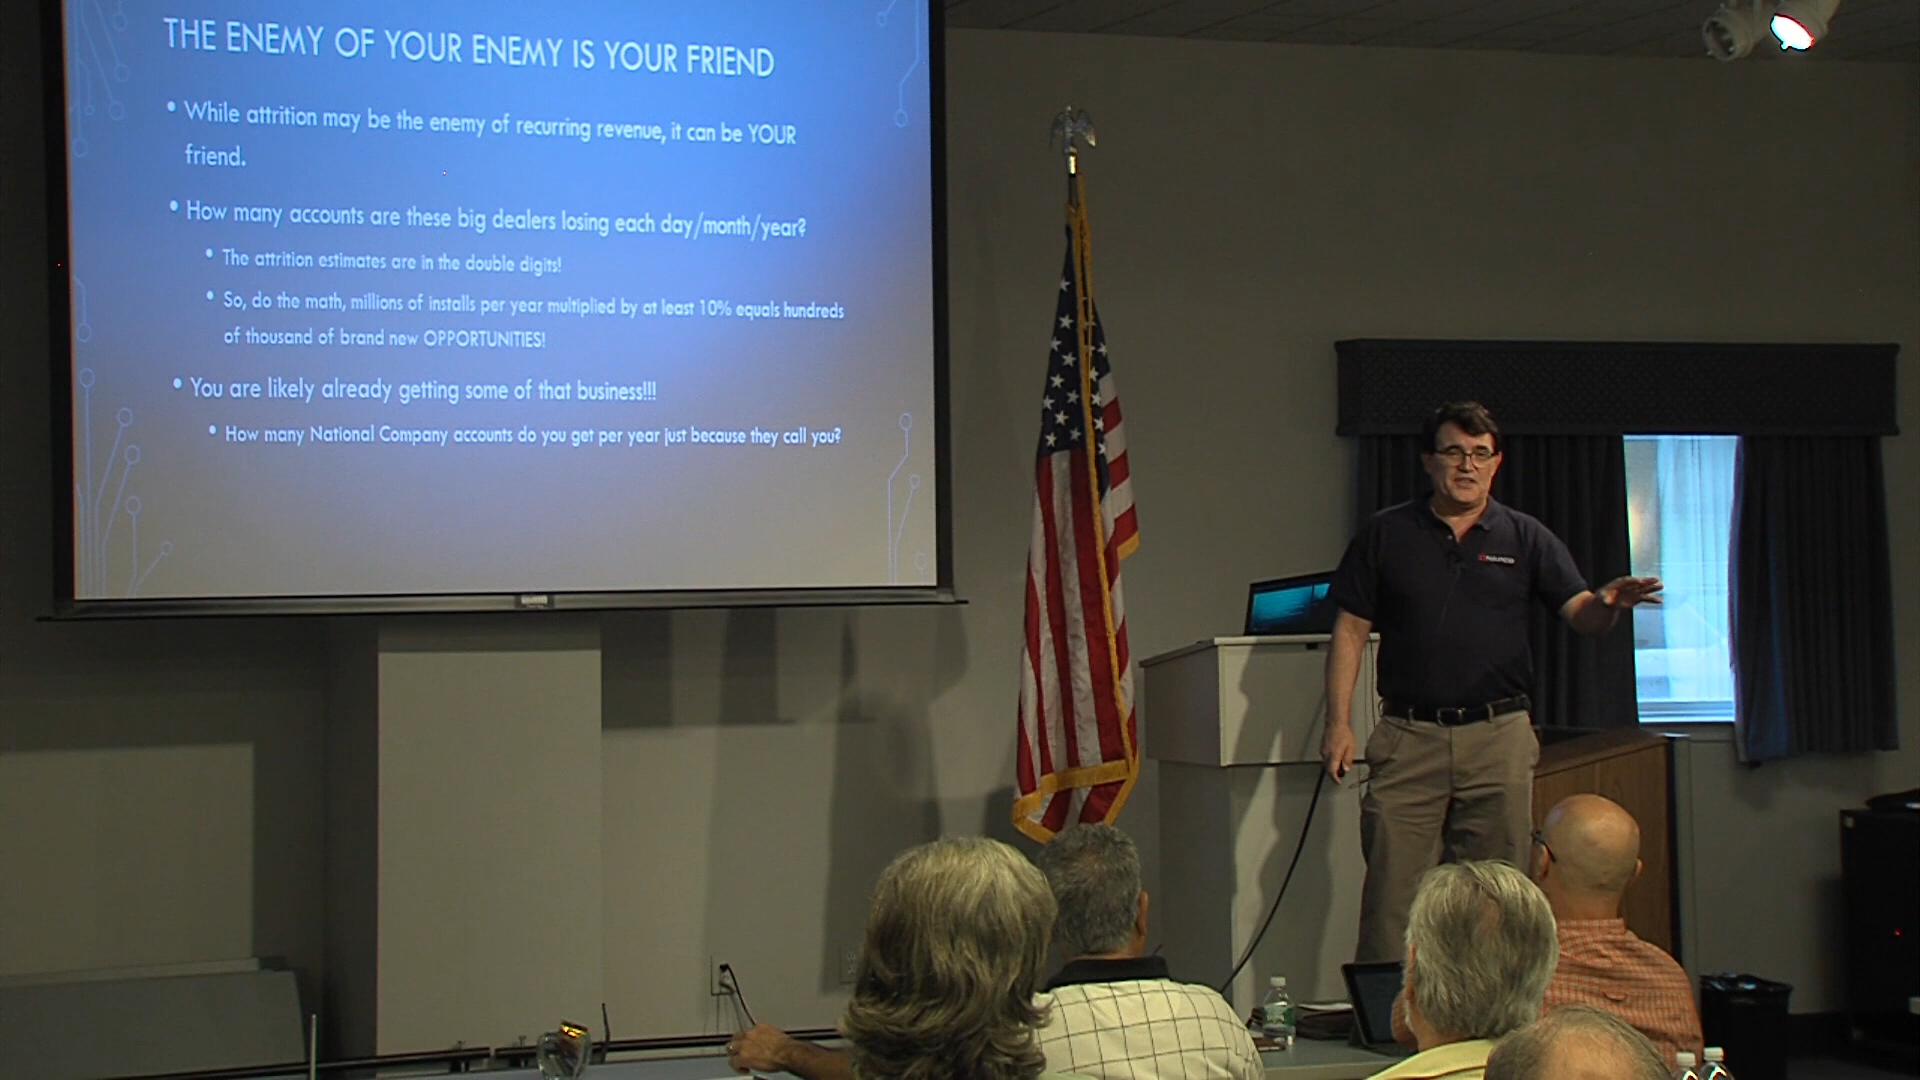 THE ENEMY OF YOUR ENEMY IS YOUR FRIEND
• While attrition may be the enemy of recurring revenue, it can be YOUR
friend.
• How many accounts are these big dealers losing each day/month/year?
• The attrition estimates are in the double digits!
• So, do the math, millions of installs per year multiplied by at least 10% equals hundreds
of thousand of brand new OPPORTUNITIES!
• You are likely already getting some of that business!!!
• How many National Company accounts do you get per year just because they call you?